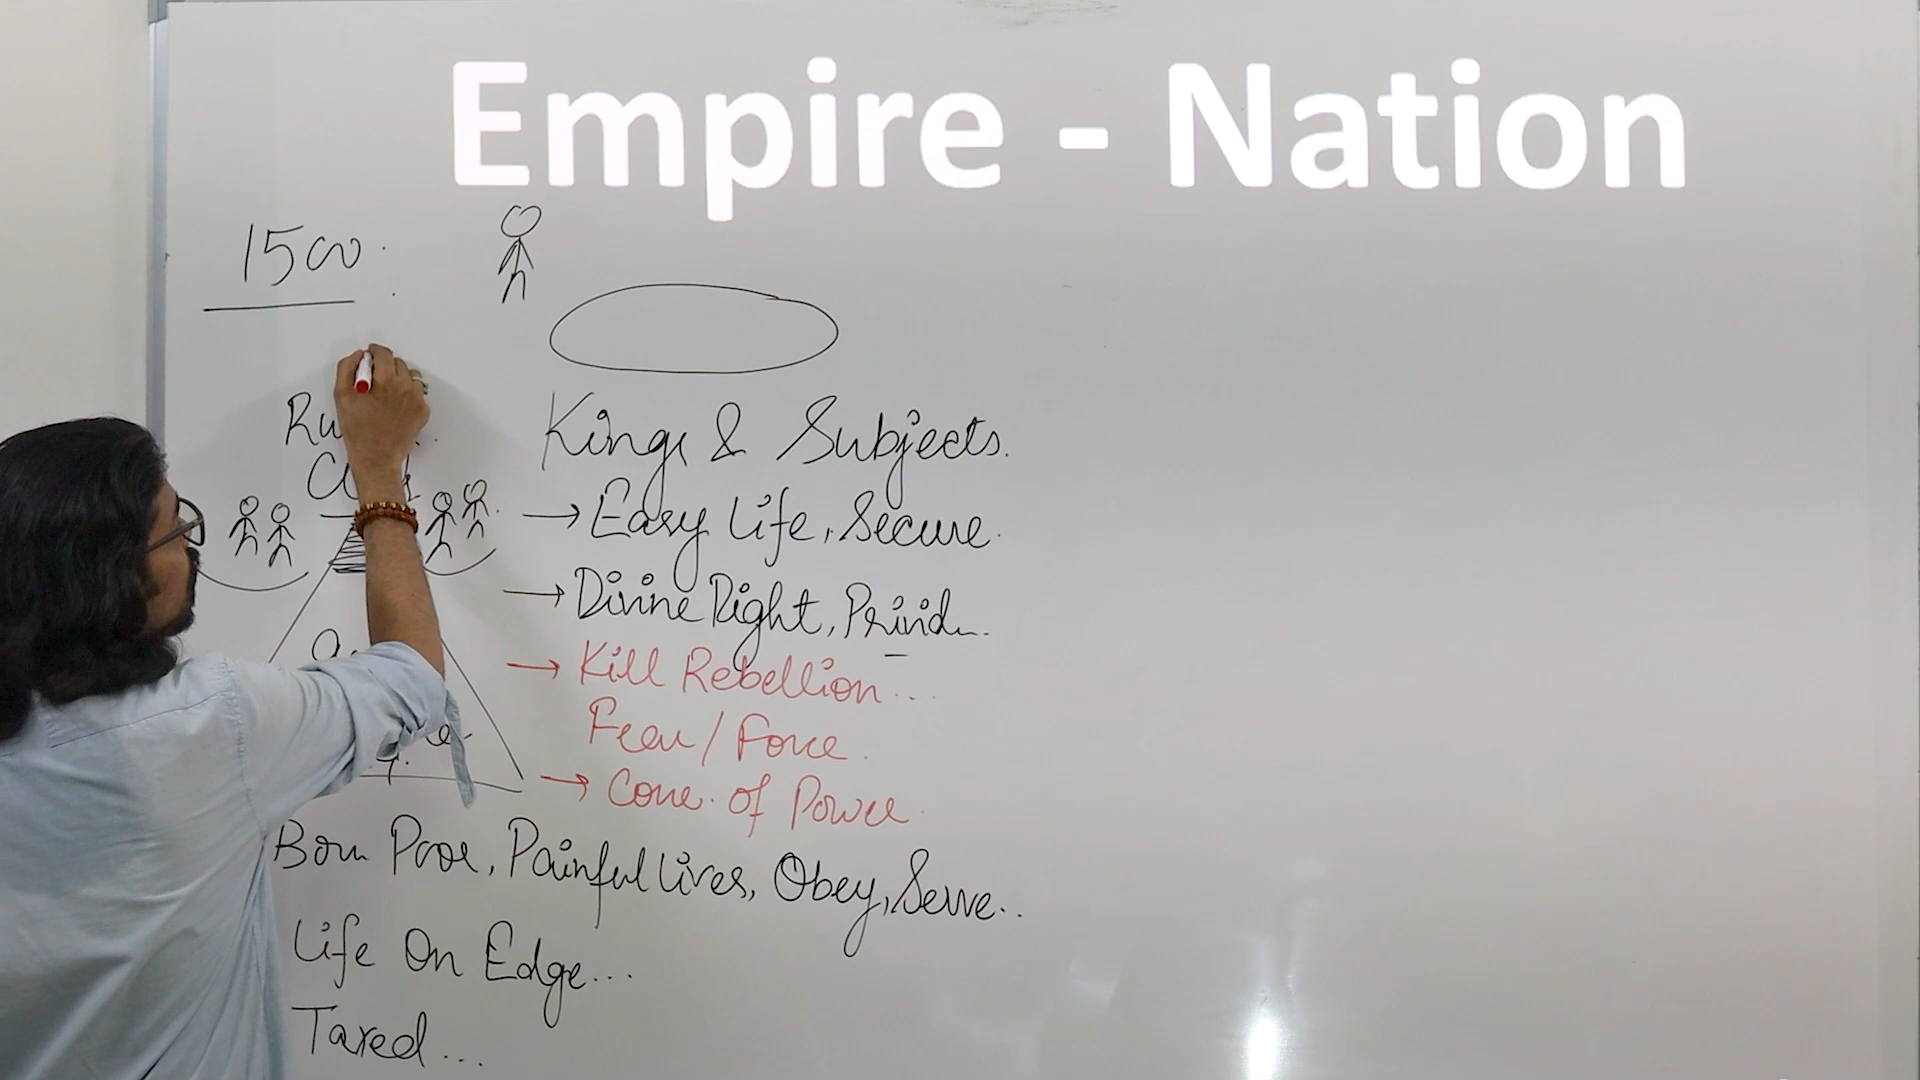 Empire - Nation
1500
Kings & Subjects.
→ Easy Life, Secure.
→ Divine Right,
→ Kill Rebellion...
Fear / Force.
→ Cone of Power.
Born Poor, Painful Lives, Obey, Serve..
Life On Edge...
Taxed...